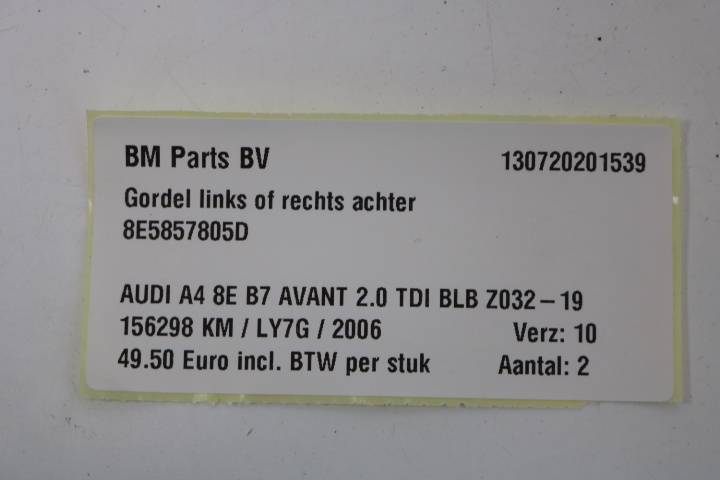 BM Parts BV 130720201539
Gordel links of rechts achter
8E5857805D
AUDI A4 8E B7 AVANT 2.0 TDI BLB Z032-19
156298 KM / LY7G / 2006 Verz: 10
49.50 Euro incl. BTW per stuk Aantal: 2